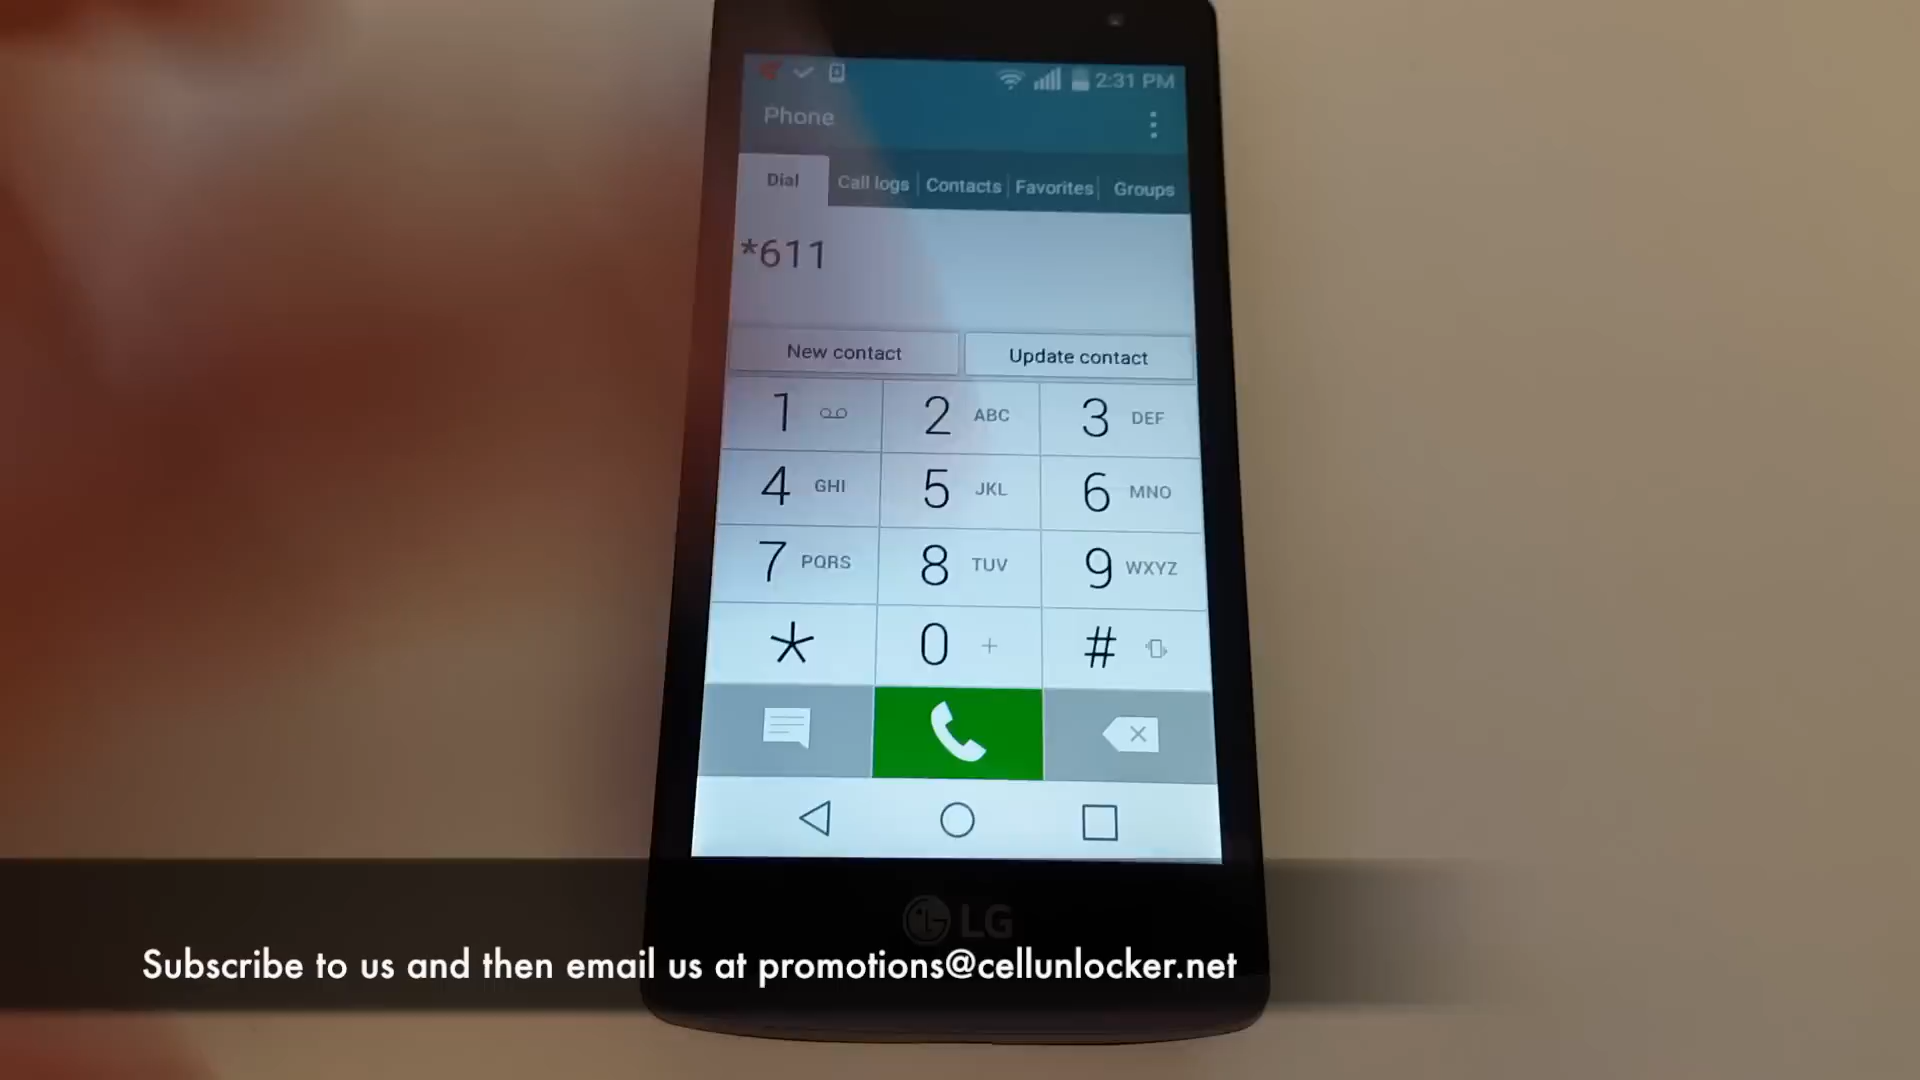 2:31 PM
Phone
Dial
Call logs
Contacts
Favorites
Groups
*611
New contact
Update contact
1
2 ABC
3 DEF
4 GHI
5 JKL
6 MNO
7 PQRS
8 TUV
9 WXYZ
*
0 +
#
LG
Subscribe to us and then email us at promotions@cellunlocker.net